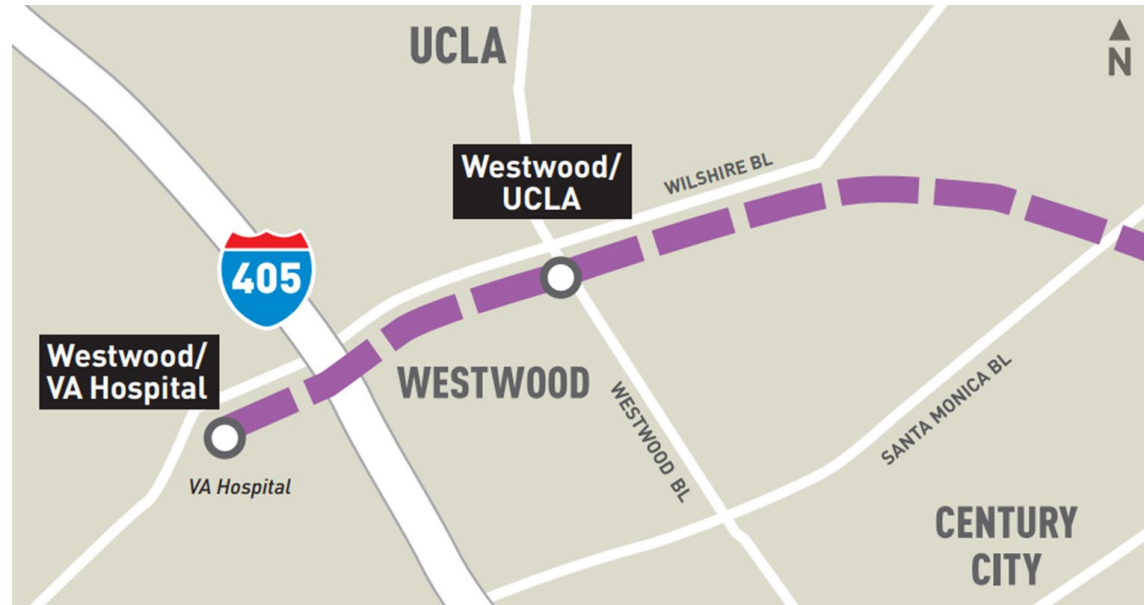 UCLA
N
Westwood/
UCLA
WILSHIRE BL
405
Westwood/
VA Hospital
WESTWOOD
WESTWOOD BL
SANTA MONICA BL
VA Hospital
CENTURY
CITY